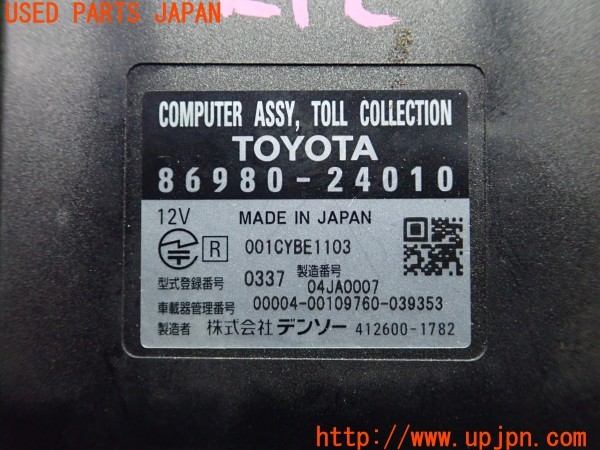 USED PARTS JAPAN
ETC
COMPUTER ASSY, TOLL COLLECTION
TOYOTA
86980-24010
12V MADE IN JAPAN
R 001CYBE1103
型式登録番号 0337 製造番号 04JA0007
車載器管理番号 00004-00109760-039353
製造者 株式会社 デンソー 412600-1782
http://www.upjpn.com/